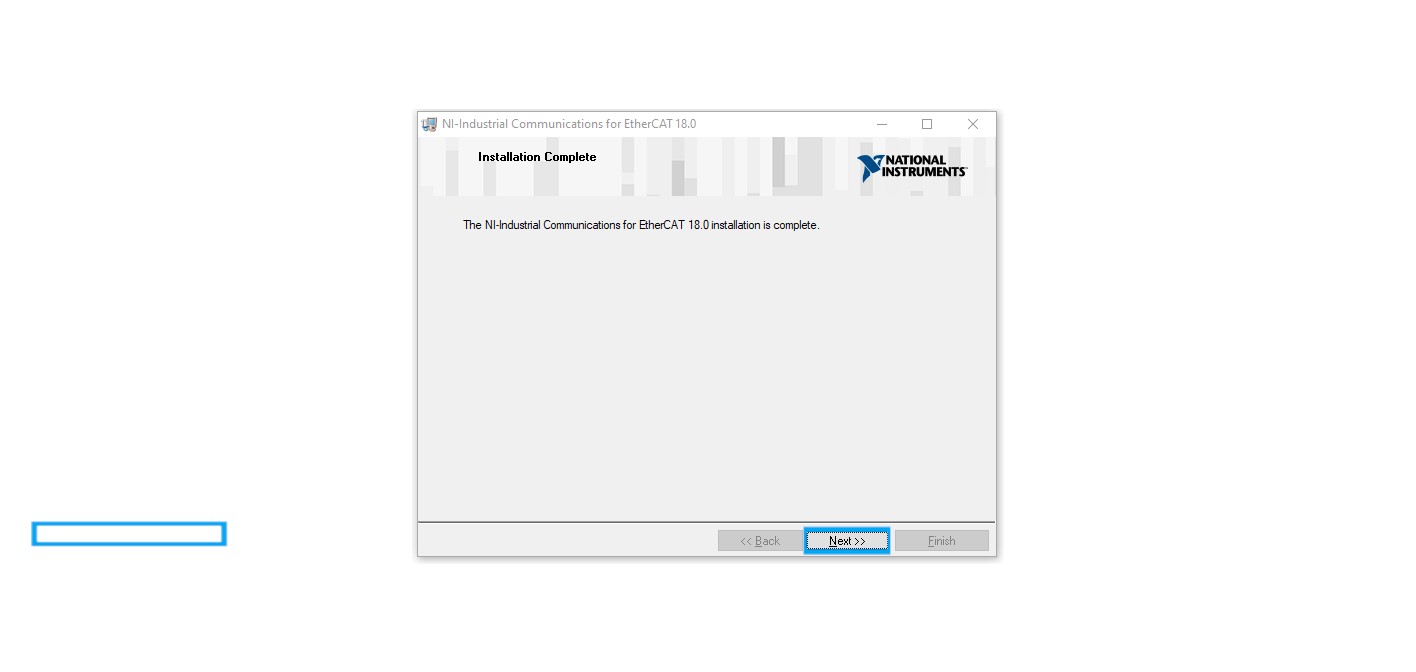 NI-Industrial Communications for EtherCAT 18.0
Installation Complete
NATIONAL
INSTRUMENTS™
The NI-Industrial Communications for EtherCAT 18.0 installation is complete.
<< Back
Next >>
Finish